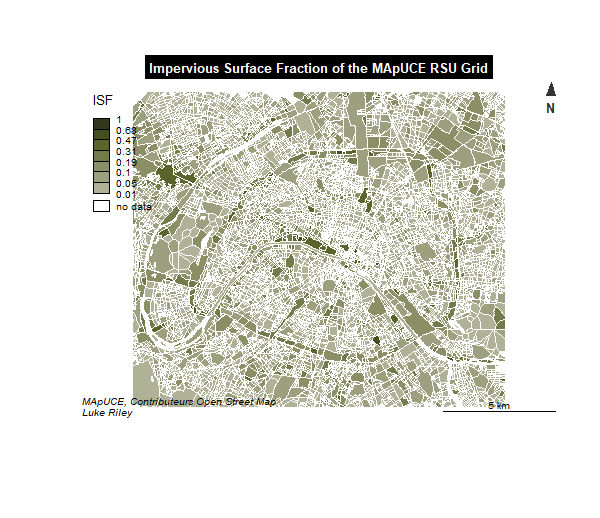 Impervious Surface Fraction of the MApUCE RSU Grid
ISF
1
0.68
0.47
0.31
0.19
0.1
0.05
0.01
no data
N
MApUCE, Contributeurs Open Street Map
Luke Riley
5 km